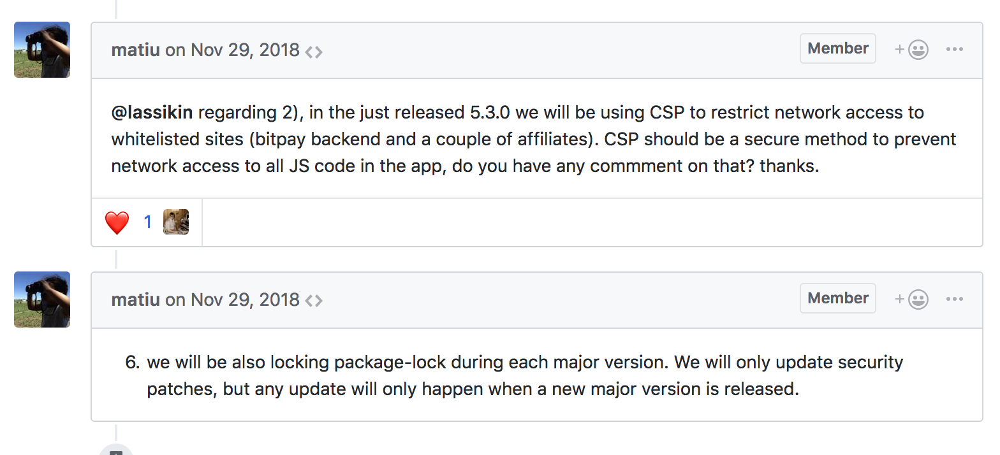 matiu on Nov 29, 2018 <>
Member
@lassikin regarding 2), in the just released 5.3.0 we will be using CSP to restrict network access to
whitelisted sites (bitpay backend and a couple of affiliates). CSP should be a secure method to prevent
network access to all JS code in the app, do you have any commment on that? thanks.
1
matiu on Nov 29, 2018 <>
Member
6. we will be also locking package-lock during each major version. We will only update security
patches, but any update will only happen when a new major version is released.